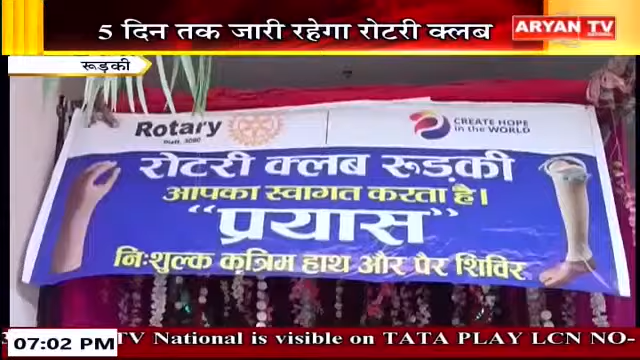 5 दिन तक जारी रहेगा रोटरी क्लब
ARYAN TV
रूड़की
Rotary
CREATE HOPE
in the WORLD
रोटरी क्लब रूड़की
आपका स्वागत करता है।
“प्रयास”
निःशुल्क कृत्रिम हाथ और पैर शिविर
07:02 PM
TV National is visible on TATA PLAY LCN NO-